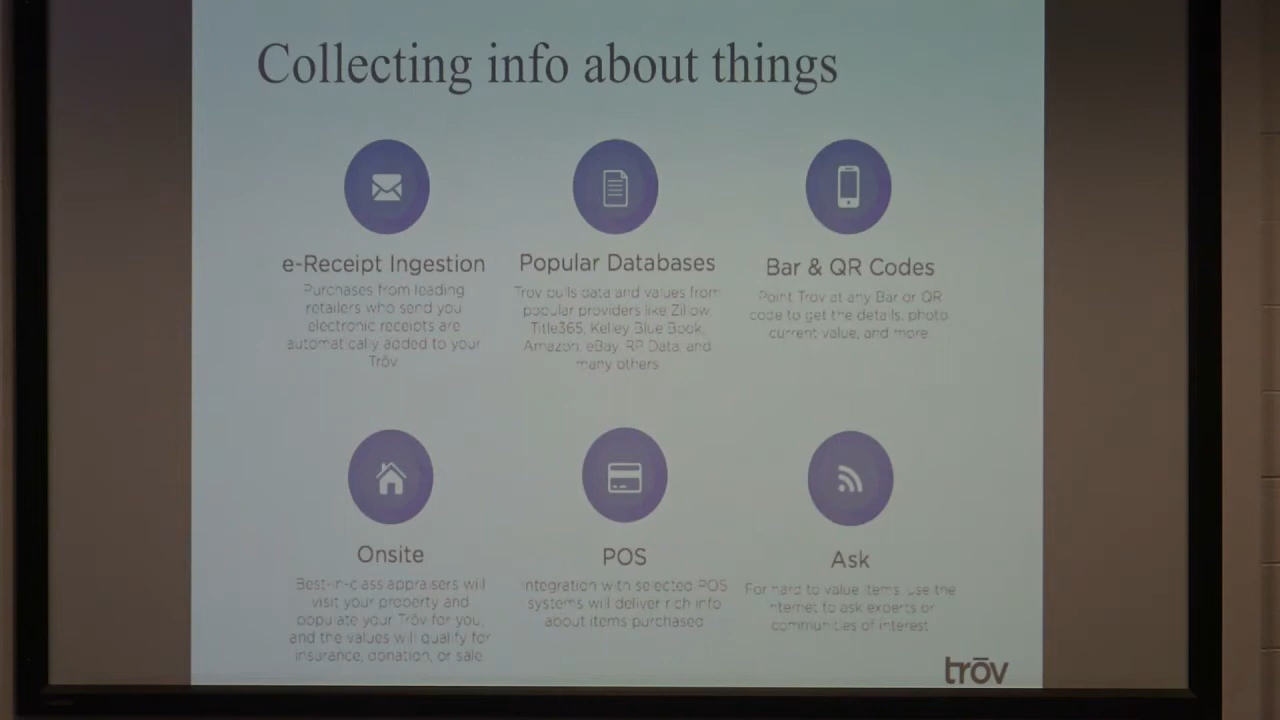 Collecting info about things
e-Receipt Ingestion
Purchases from leading
retailers who send you
electronic receipts are
automatically added to your
Trōv
Popular Databases
Trov pulls data and values from
popular providers like Zillow,
Title365, Kelley Blue Book,
Amazon, eBay, RP Data, and
many others
Bar & QR Codes
Point Trov at any Bar or QR
code to get the details, photo
current value, and more
Onsite
Best-in-class appraisers will
visit your property and
populate your Trōv for you,
and the values will qualify for
insurance, donation, or sale
POS
Integration with selected POS
systems will deliver rich info
about items purchased
Ask
For hard to value items, use the
internet to ask experts or
communities of interest
trōv